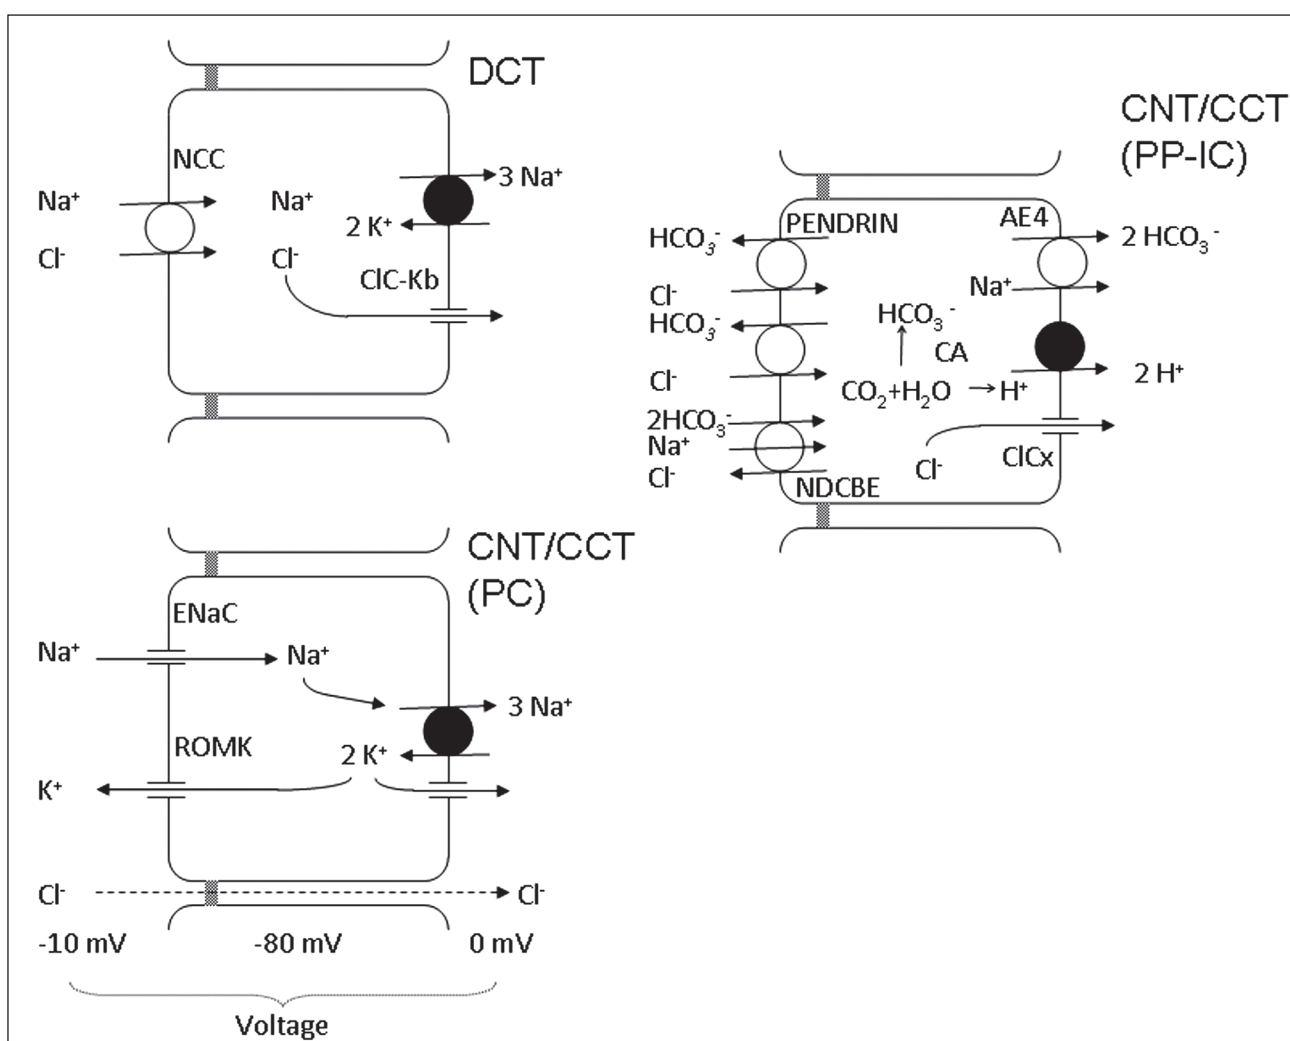 DCT
NCC
Na⁺
Cl⁻
Na⁺
Cl⁻
3 Na⁺
2 K⁺
ClC-Kb
CNT/CCT
(PP-IC)
PENDRIN
AE4
HCO₃⁻
Cl⁻
HCO₃⁻
Cl⁻
2HCO₃⁻
Na⁺
Cl⁻
NDCBE
2 HCO₃⁻
Na⁺
HCO₃⁻
CA
CO₂+H₂O
H⁺
2 H⁺
Cl⁻
ClCx
CNT/CCT
(PC)
ENaC
Na⁺
Na⁺
3 Na⁺
ROMK
2 K⁺
K⁺
Cl⁻
Cl⁻
-10 mV
-80 mV
0 mV
Voltage